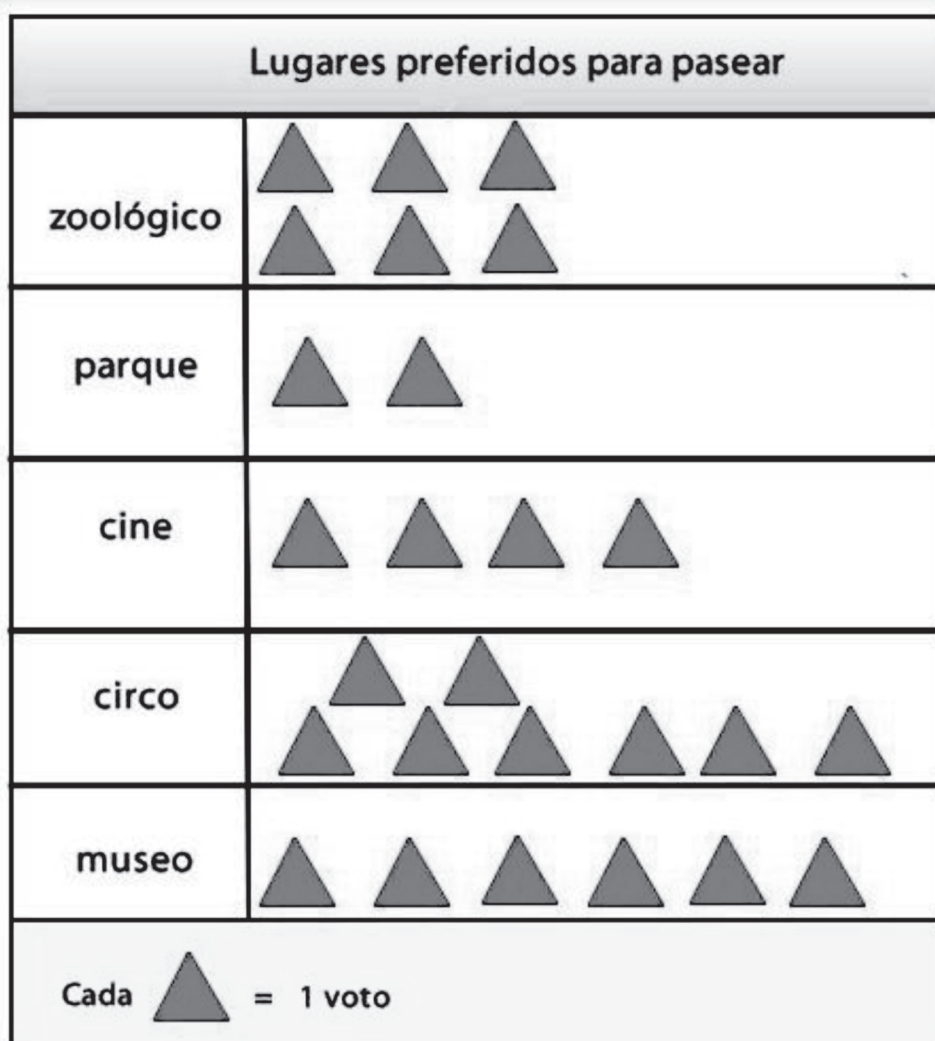 Lugares preferidos para pasear
zoológico
parque
cine
circo
museo
Cada = 1 voto